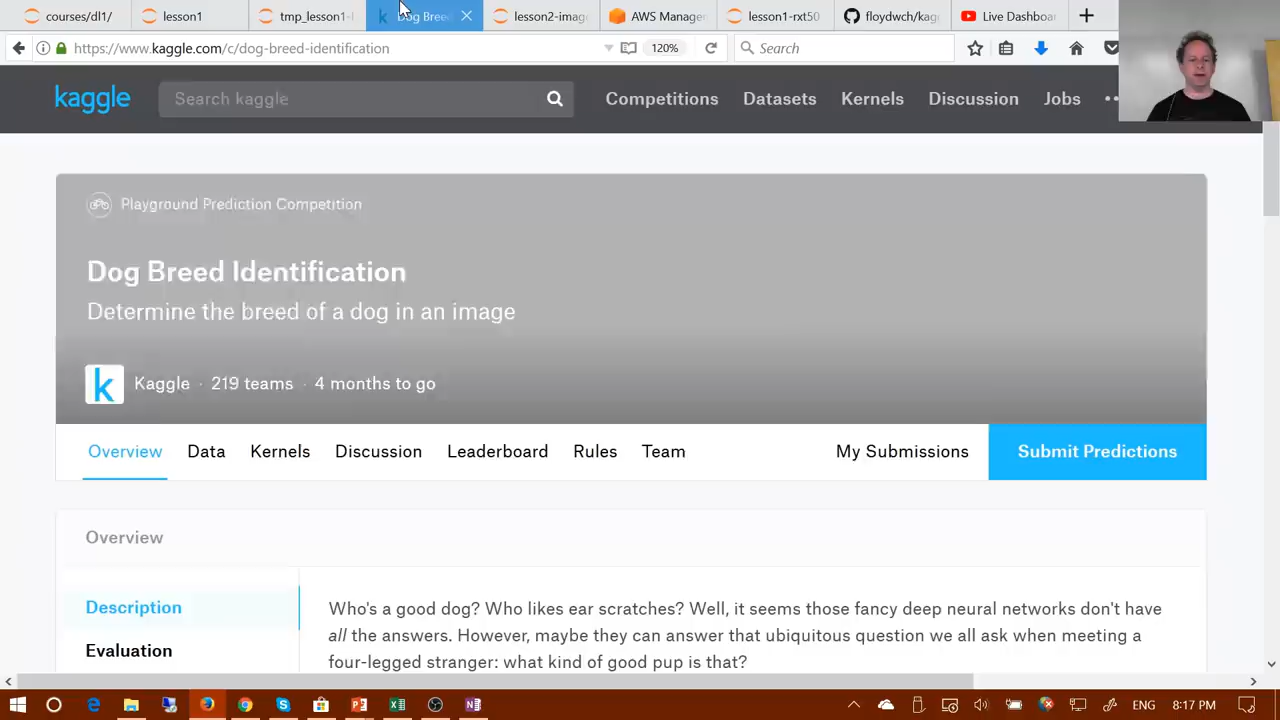 courses/dl1/
lesson1
tmp_lesson1-
Dog Breed
lesson2-imag
AWS Manage
lesson1-rxt50
floydwch/kag
Live Dashboa
https://www.kaggle.com/c/dog-breed-identification
120%
Search
kaggle
Search kaggle
Competitions
Datasets
Kernels
Discussion
Jobs
Playground Prediction Competition
Dog Breed Identification
Determine the breed of a dog in an image
k
Kaggle · 219 teams · 4 months to go
Overview
Data
Kernels
Discussion
Leaderboard
Rules
Team
My Submissions
Submit Predictions
Overview
Description
Evaluation
Who's a good dog? Who likes ear scratches? Well, it seems those fancy deep neural networks don't have
all the answers. However, maybe they can answer that ubiquitous question we all ask when meeting a
four-legged stranger: what kind of good pup is that?
ENG
8:17 PM